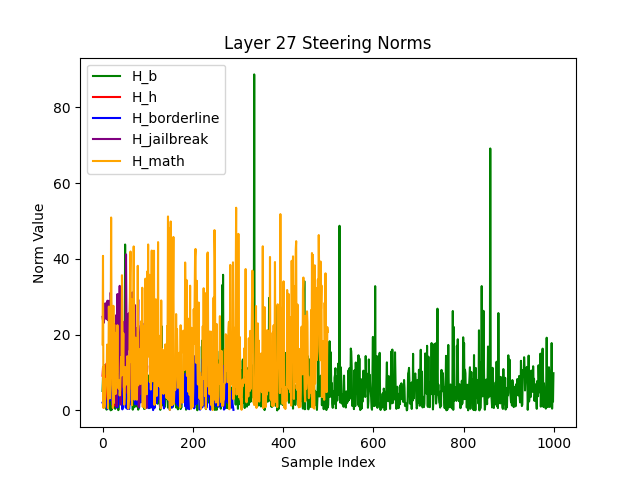 Layer 27 Steering Norms
H_b
H_h
H_borderline
H_jailbreak
H_math
80
60
40
20
0
Norm Value
0 200 400 600 800 1000
Sample Index